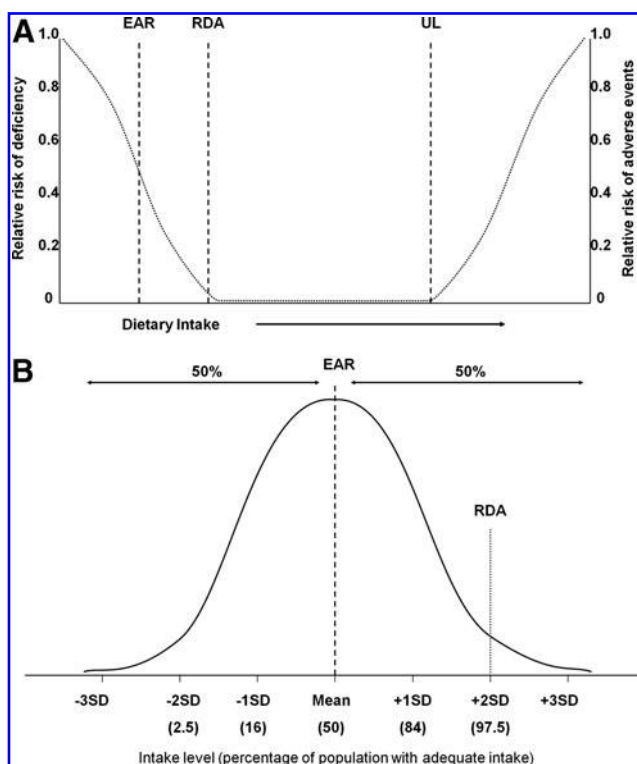 A
EAR RDA UL
1.0 1.0
0.8 0.8
0.6 0.6
0.4 0.4
0.2 0.2
0 0
Relative risk of deficiency
Relative risk of adverse events
Dietary Intake
B
EAR
50% 50%
RDA
-3SD -2SD -1SD Mean +1SD +2SD +3SD
(2.5) (16) (50) (84) (97.5)
Intake level (percentage of population with adequate intake)